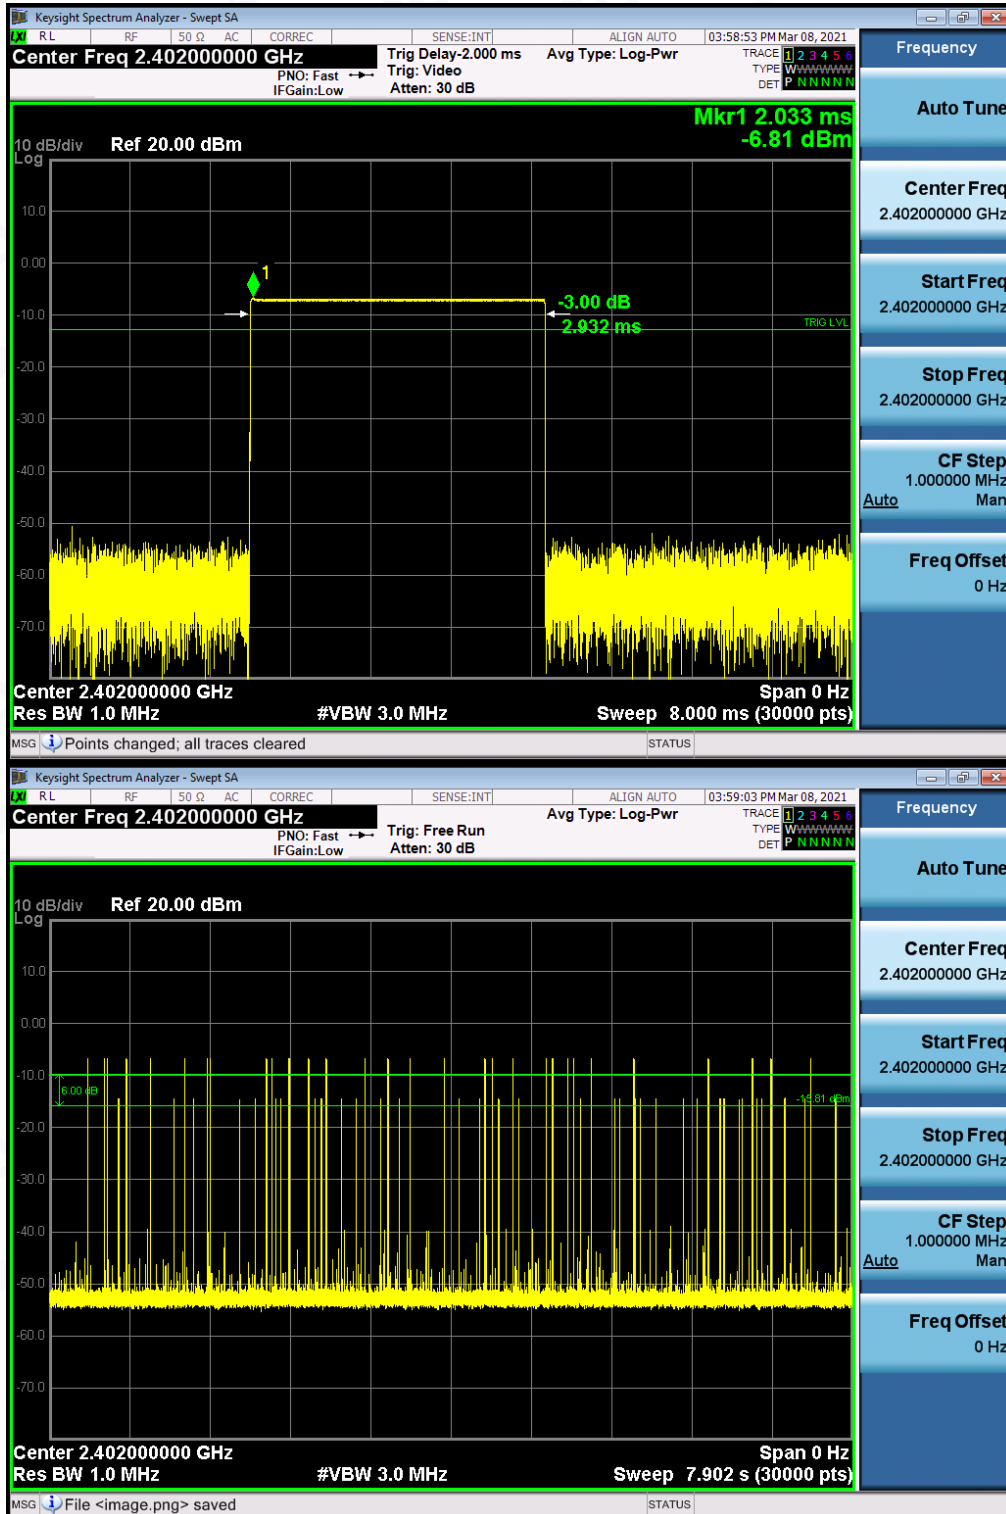 Keysight Spectrum Analyzer - Swept SA
LXI RL RF 50 Ω AC CORREC SENSE:INT ALIGN AUTO 03:58:53 PM Mar 08, 2021
Center Freq 2.402000000 GHz
PNO: Fast
IFGain:Low
Trig Delay-2.000 ms
Trig: Video
Atten: 30 dB
Avg Type: Log-Pwr
TRACE 1 2 3 4 5 6
TYPE WWWWWW
DET P N N N N N
Frequency
Auto Tune
Mkr1 2.033 ms
-6.81 dBm
10 dB/div Ref 20.00 dBm
Log
10.0
0.00
-10.0
-20.0
-30.0
-40.0
-50.0
-60.0
-70.0
1
-3.00 dB
2.932 ms
TRIG LVL
Center Freq
2.402000000 GHz
Start Freq
2.402000000 GHz
Stop Freq
2.402000000 GHz
CF Step
1.000000 MHz
Auto Man
Freq Offset
0 Hz
Center 2.402000000 GHz Span 0 Hz
Res BW 1.0 MHz #VBW 3.0 MHz Sweep 8.000 ms (30000 pts)
MSG Points changed; all traces cleared STATUS
Keysight Spectrum Analyzer - Swept SA
LXI RL RF 50 Ω AC CORREC SENSE:INT ALIGN AUTO 03:59:03 PM Mar 08, 2021
Center Freq 2.402000000 GHz
PNO: Fast
IFGain:Low
Trig: Free Run
Atten: 30 dB
Avg Type: Log-Pwr
TRACE 1 2 3 4 5 6
TYPE WWWWWW
DET P N N N N N
Frequency
Auto Tune
10 dB/div Ref 20.00 dBm
Log
10.0
0.00
-10.0
-20.0
-30.0
-40.0
-50.0
-60.0
-70.0
6.00 dB
-15.81 dBm
Center Freq
2.402000000 GHz
Start Freq
2.402000000 GHz
Stop Freq
2.402000000 GHz
CF Step
1.000000 MHz
Auto Man
Freq Offset
0 Hz
Center 2.402000000 GHz Span 0 Hz
Res BW 1.0 MHz #VBW 3.0 MHz Sweep 7.902 s (30000 pts)
MSG File <image.png> saved STATUS